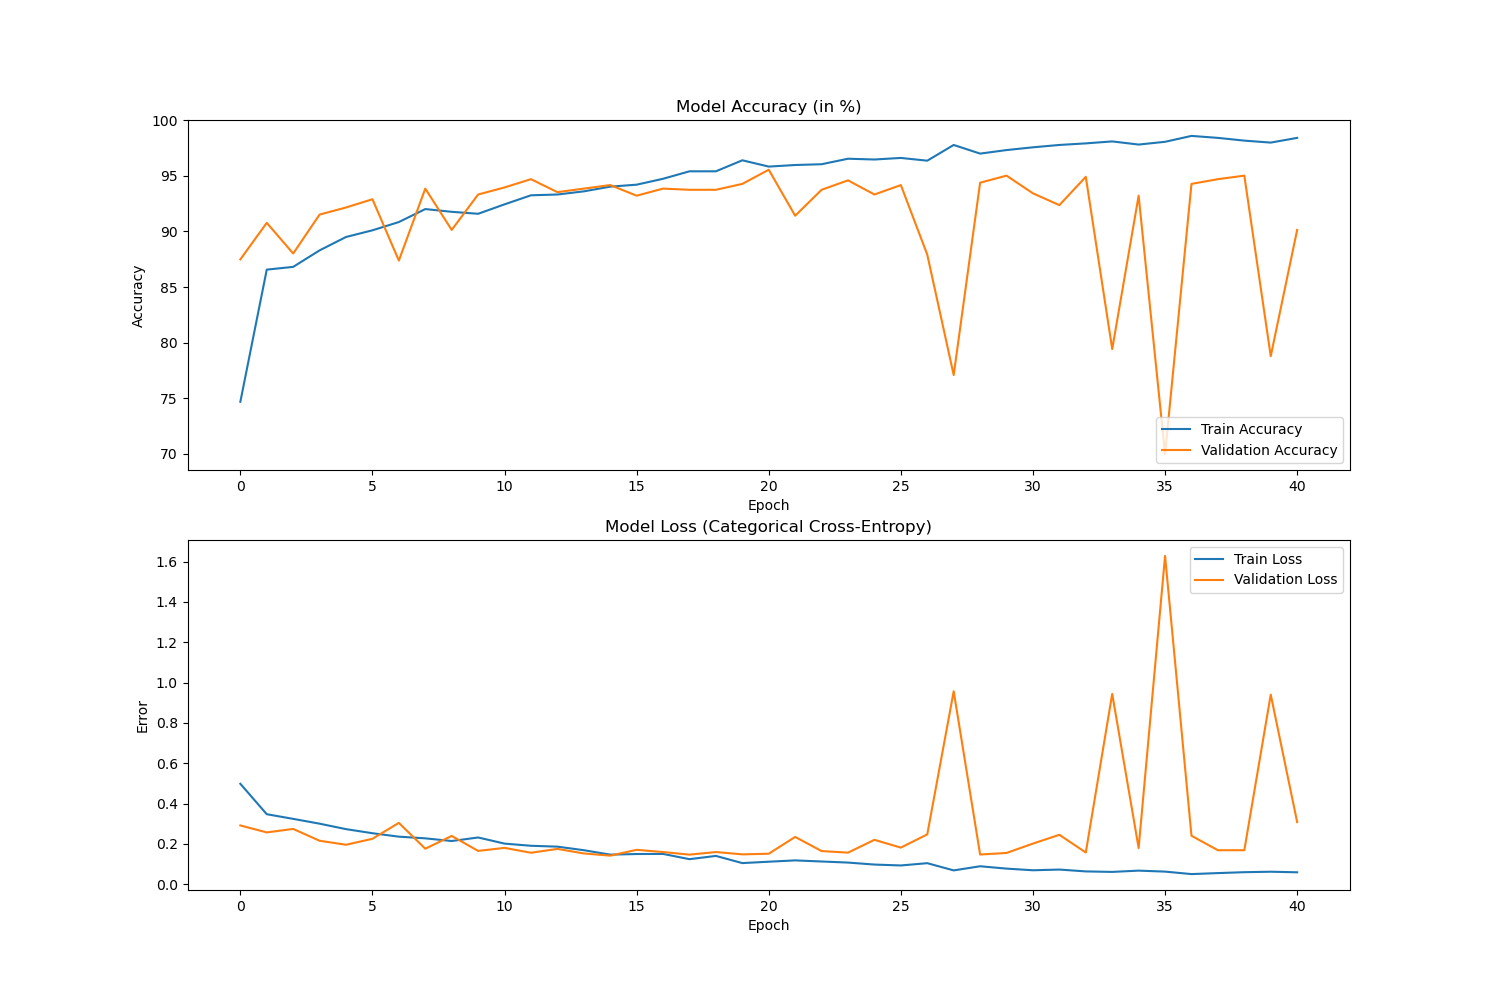 Model Accuracy (in %)
100
95
90
85
80
75
70
Accuracy
Train Accuracy
Validation Accuracy
0 5 10 15 20 25 30 35 40
Epoch
Model Loss (Categorical Cross-Entropy)
1.6
1.4
1.2
1.0
0.8
0.6
0.4
0.2
0.0
Error
Train Loss
Validation Loss
0 5 10 15 20 25 30 35 40
Epoch